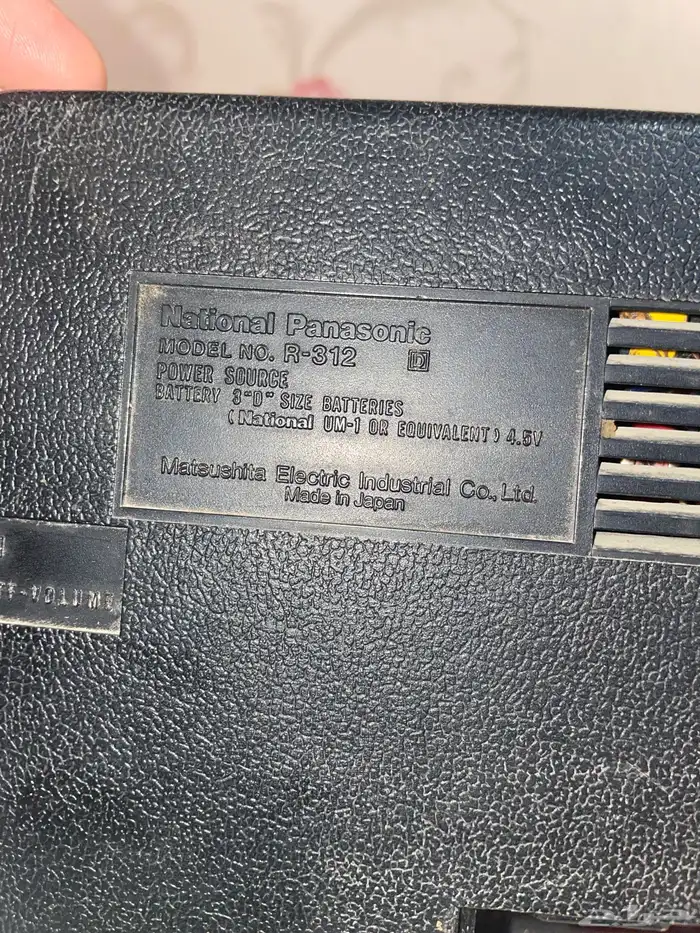 National Panasonic
MODEL NO. R-312 D
POWER SOURCE
BATTERY 3 "D" SIZE BATTERIES
(National UM-1 OR EQUIVALENT) 4.5V
Matsushita Electric Industrial Co., Ltd.
Made in Japan